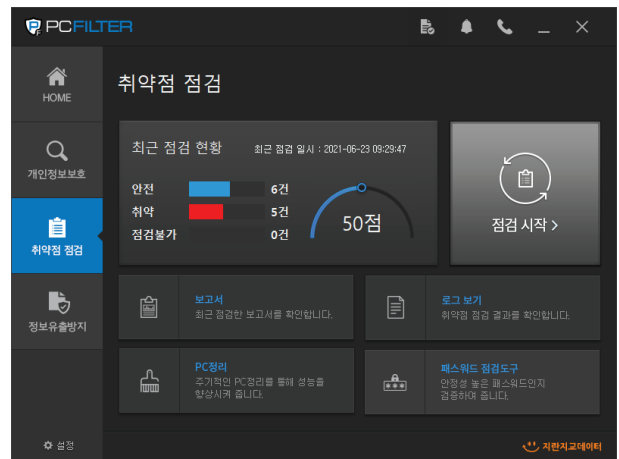 PCFILTER
HOME
개인정보보호
취약점 점검
정보유출방지
설정
취약점 점검
최근 점검 현황 최근 점검 일시 : 2021-06-23 09:29:47
안전 6건
취약 5건
점검불가 0건
50점
점검 시작 >
보고서
최근 점검한 보고서를 확인합니다.
로그 보기
취약점 점검 결과를 확인합니다.
PC정리
주기적인 PC정리를 통해 성능을
향상시켜 줍니다.
패스워드 점검도구
안정성 높은 패스워드인지
검증하여 줍니다.
지란지교데이터